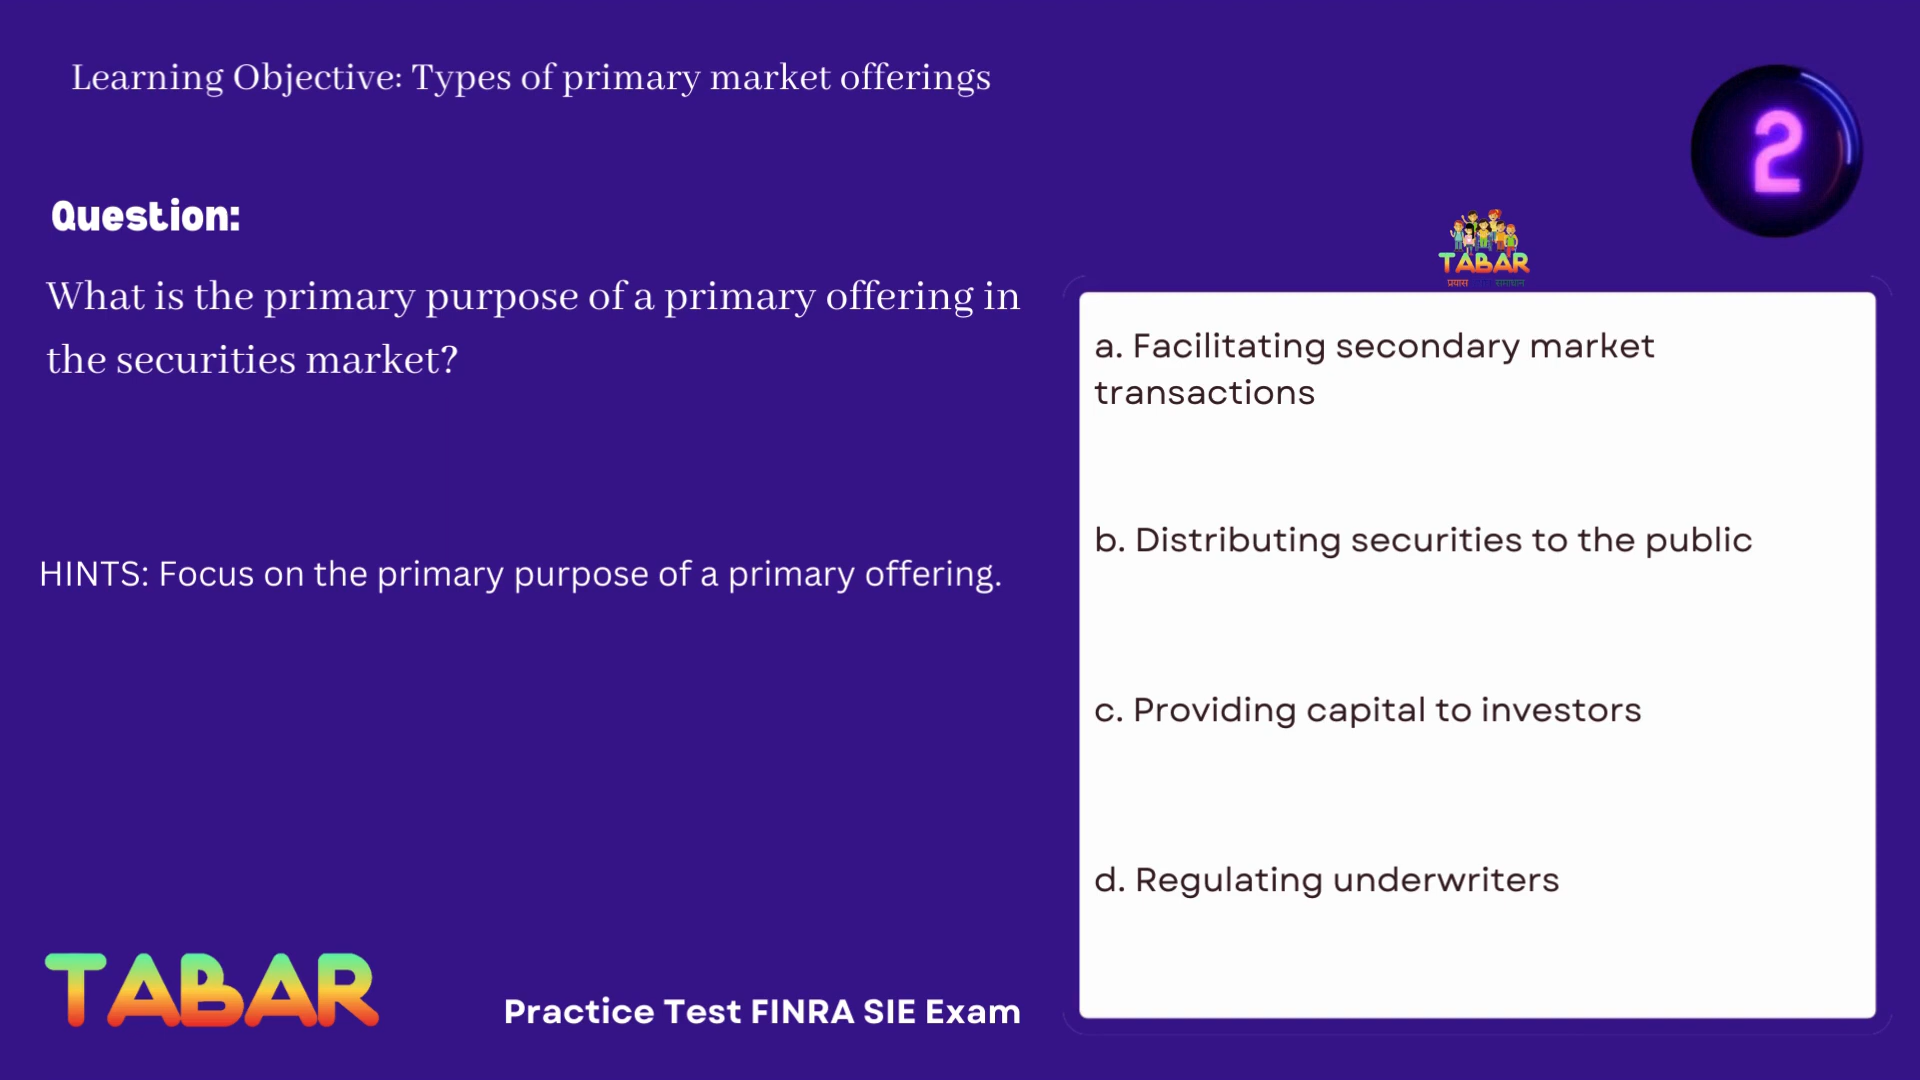 Learning Objective: Types of primary market offerings
2
Question:
What is the primary purpose of a primary offering in
the securities market?
HINTS: Focus on the primary purpose of a primary offering.
TABAR
प्रयास समाधान
a. Facilitating secondary market
transactions
b. Distributing securities to the public
c. Providing capital to investors
d. Regulating underwriters
TABAR
Practice Test FINRA SIE Exam